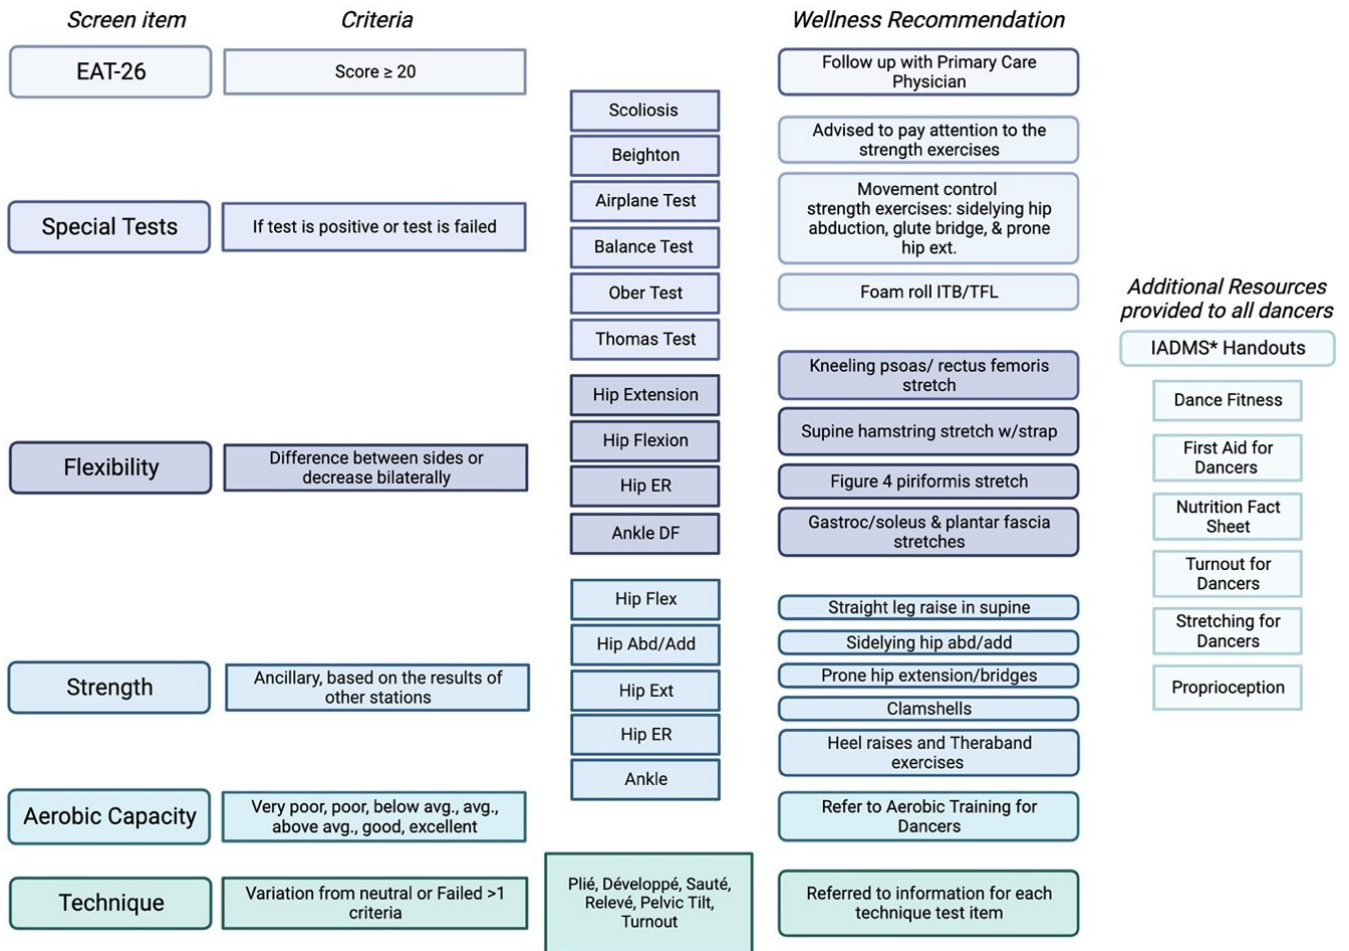 Screen item
Criteria
Wellness Recommendation
EAT-26
Score ≥ 20
Follow up with Primary Care
Physician
Special Tests
If test is positive or test is failed
Scoliosis
Beighton
Airplane Test
Balance Test
Ober Test
Thomas Test
Advised to pay attention to the
strength exercises
Movement control
strength exercises: sidelying hip
abduction, glute bridge, & prone
hip ext.
Foam roll ITB/TFL
Kneeling psoas/ rectus femoris
stretch
Flexibility
Difference between sides or
decrease bilaterally
Hip Extension
Hip Flexion
Hip ER
Ankle DF
Supine hamstring stretch w/strap
Figure 4 piriformis stretch
Gastroc/soleus & plantar fascia
stretches
Strength
Ancillary, based on the results of
other stations
Hip Flex
Hip Abd/Add
Hip Ext
Hip ER
Ankle
Straight leg raise in supine
Sidelying hip abd/add
Prone hip extension/bridges
Clamshells
Heel raises and Theraband
exercises
Aerobic Capacity
Very poor, poor, below avg., avg.,
above avg., good, excellent
Refer to Aerobic Training for
Dancers
Technique
Variation from neutral or Failed >1
criteria
Plié, Développé, Sauté,
Relevé, Pelvic Tilt,
Turnout
Referred to information for each
technique test item
Additional Resources
provided to all dancers
IADMS* Handouts
Dance Fitness
First Aid for
Dancers
Nutrition Fact
Sheet
Turnout for
Dancers
Stretching for
Dancers
Proprioception